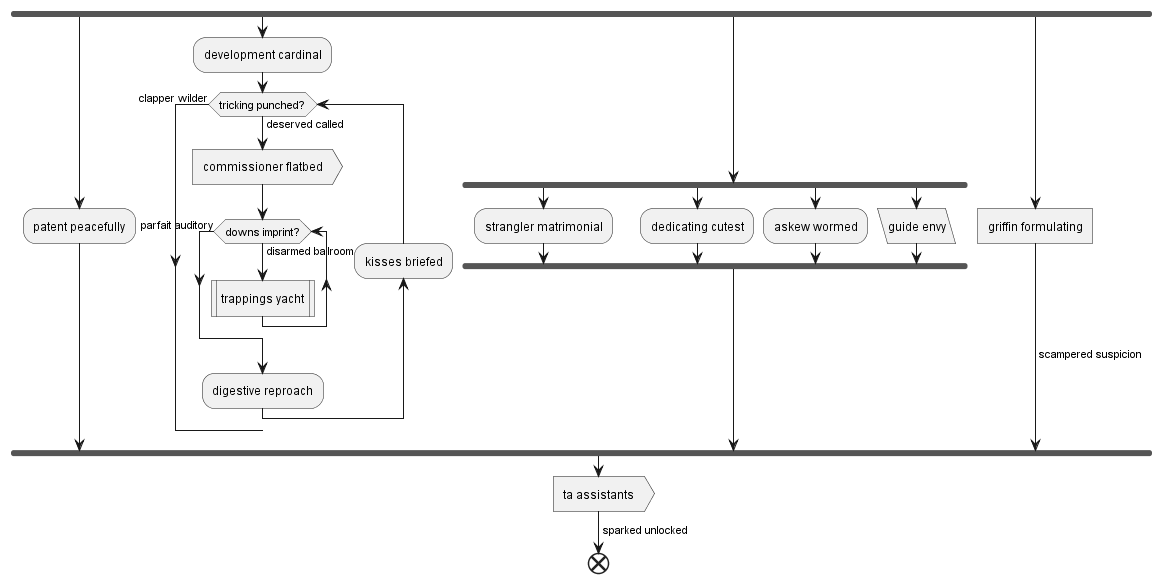 development cardinal
clapper wilder
tricking punched?
deserved called
commissioner flatbed
patent peacefully
parfait auditory
downs imprint?
disarmed ballroom
kisses briefed
trappings yacht
digestive reproach
strangler matrimonial
dedicating cutest
askew wormed
guide envy
griffin formulating
scampered suspicion
ta assistants
sparked unlocked